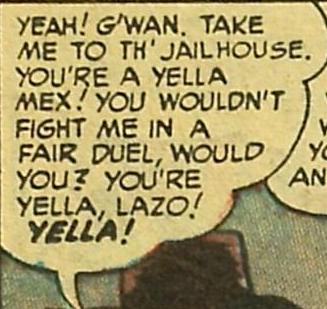 YEAH! G'WAN. TAKE
ME TO TH' JAILHOUSE.
YOU'RE A YELLA
MEX! YOU WOULDN'T
FIGHT ME IN A
FAIR DUEL, WOULD
YOU? YOU'RE
YELLA, LAZO!
YELLA!